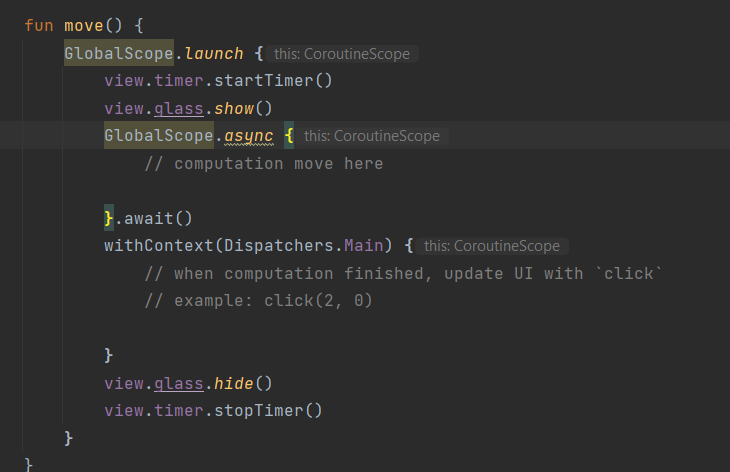 fun move() {
GlobalScope.launch { this: CoroutineScope
view.timer.startTimer()
view.glass.show()
GlobalScope.async { this: CoroutineScope
// computation move here
}.await()
withContext(Dispatchers.Main) { this: CoroutineScope
// when computation finished, update UI with `click`
// example: click(2, 0)
}
view.glass.hide()
view.timer.stopTimer()
}
}